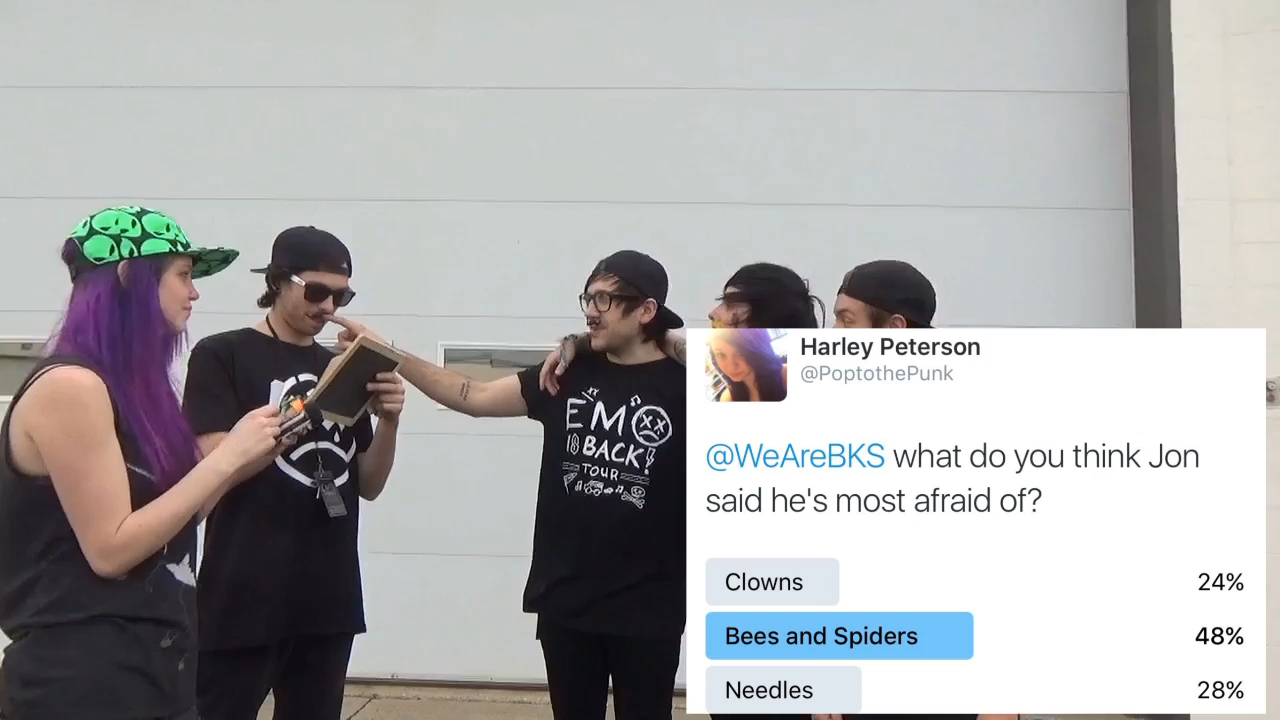 EMO
IS BACK!
TOUR
Harley Peterson
@PoptothePunk
@WeAreBKS what do you think Jon
said he's most afraid of?
Clowns 24%
Bees and Spiders 48%
Needles 28%